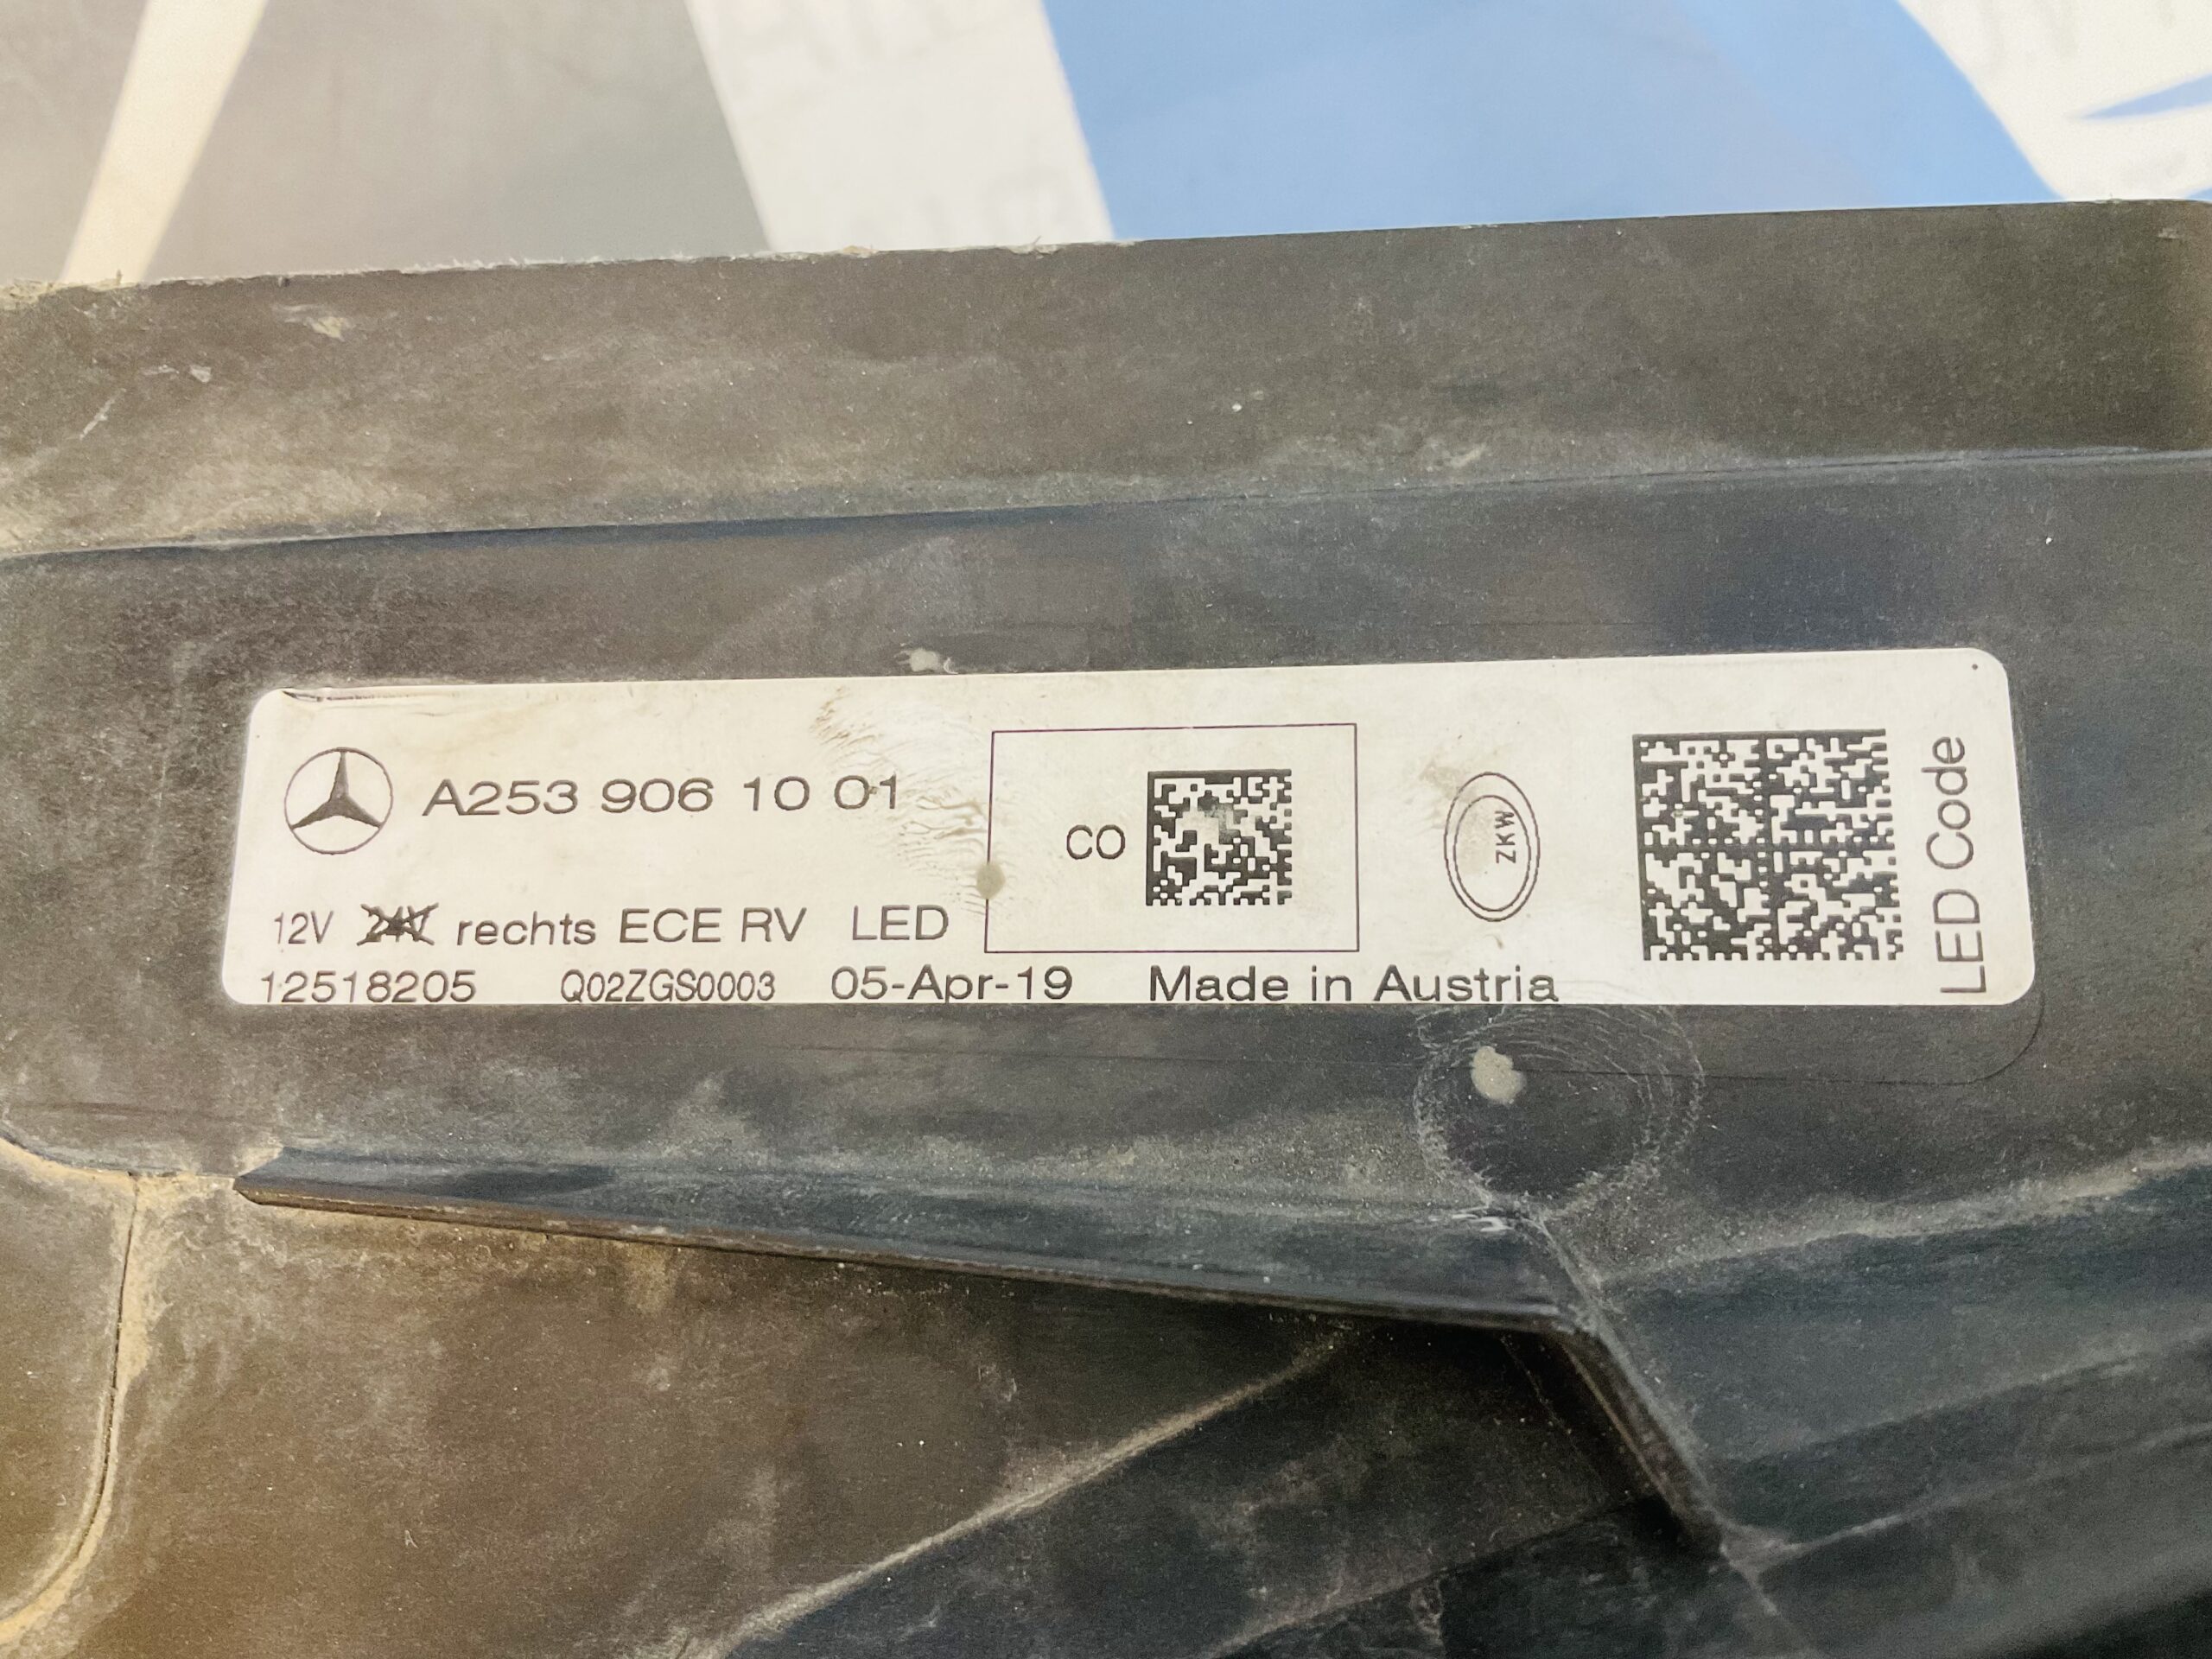 A253 906 10 01
CO
ZKW
LED Code
12V 24V rechts ECE RV LED
12518205 Q02ZGS0003 05-Apr-19 Made in Austria